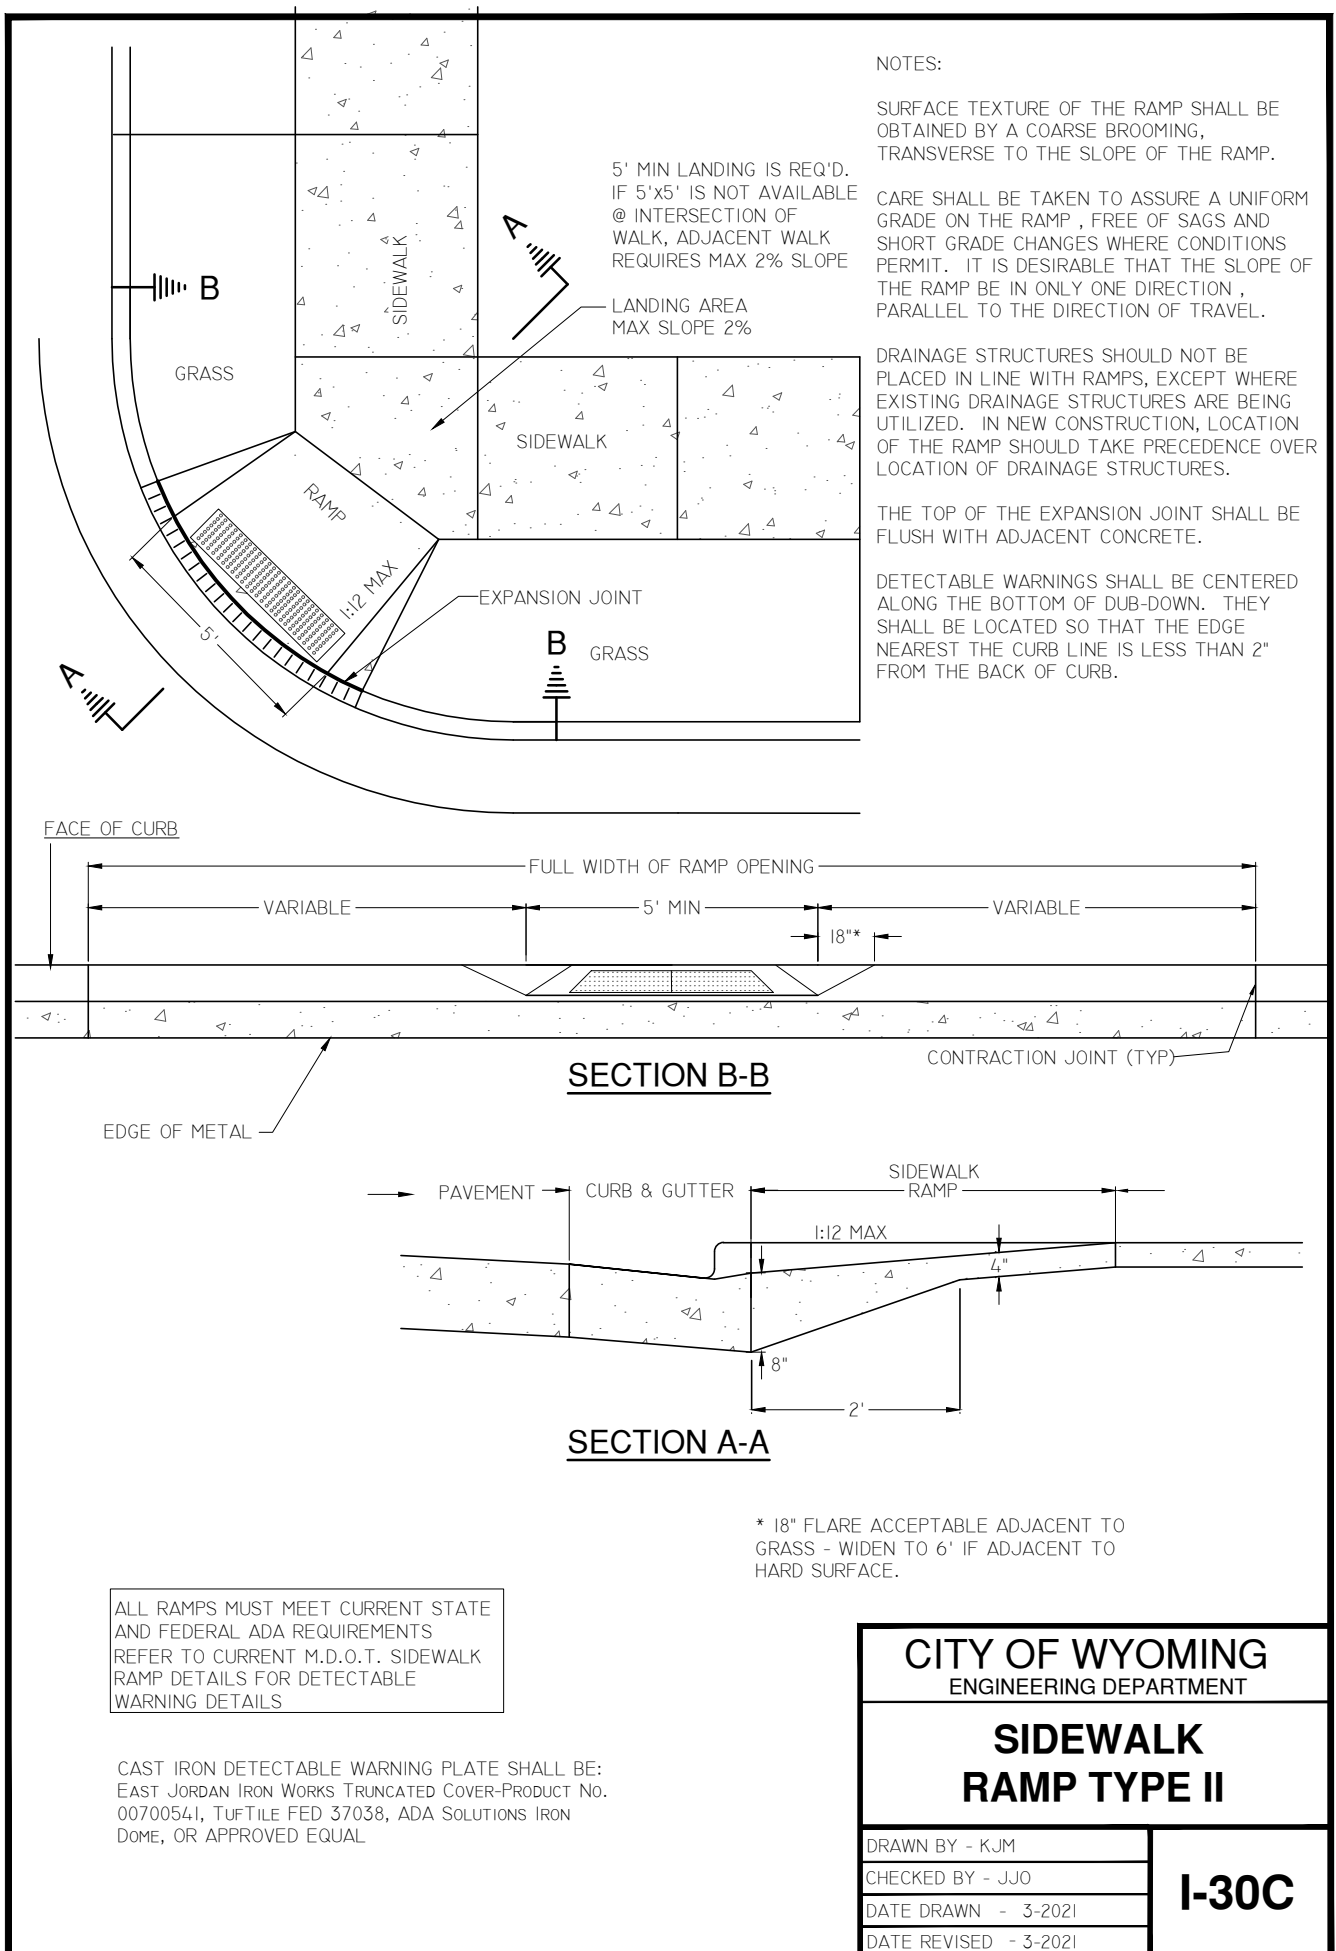 NOTES:
SURFACE TEXTURE OF THE RAMP SHALL BE
OBTAINED BY A COARSE BROOMING,
TRANSVERSE TO THE SLOPE OF THE RAMP.
CARE SHALL BE TAKEN TO ASSURE A UNIFORM
GRADE ON THE RAMP , FREE OF SAGS AND
SHORT GRADE CHANGES WHERE CONDITIONS
PERMIT. IT IS DESIRABLE THAT THE SLOPE OF
THE RAMP BE IN ONLY ONE DIRECTION ,
PARALLEL TO THE DIRECTION OF TRAVEL.
DRAINAGE STRUCTURES SHOULD NOT BE
PLACED IN LINE WITH RAMPS, EXCEPT WHERE
EXISTING DRAINAGE STRUCTURES ARE BEING
UTILIZED. IN NEW CONSTRUCTION, LOCATION
OF THE RAMP SHOULD TAKE PRECEDENCE OVER
LOCATION OF DRAINAGE STRUCTURES.
THE TOP OF THE EXPANSION JOINT SHALL BE
FLUSH WITH ADJACENT CONCRETE.
DETECTABLE WARNINGS SHALL BE CENTERED
ALONG THE BOTTOM OF DUB-DOWN. THEY
SHALL BE LOCATED SO THAT THE EDGE
NEAREST THE CURB LINE IS LESS THAN 2"
FROM THE BACK OF CURB.
5' MIN LANDING IS REQ'D.
IF 5'x5' IS NOT AVAILABLE
@ INTERSECTION OF
WALK, ADJACENT WALK
REQUIRES MAX 2% SLOPE
LANDING AREA
MAX SLOPE 2%
A
B
SIDEWALK
GRASS
SIDEWALK
RAMP
1:12 MAX
5'
EXPANSION JOINT
A
B
GRASS
FACE OF CURB
FULL WIDTH OF RAMP OPENING
VARIABLE
5' MIN
VARIABLE
18"*
CONTRACTION JOINT (TYP)
SECTION B-B
EDGE OF METAL
PAVEMENT
CURB & GUTTER
SIDEWALK
RAMP
1:12 MAX
4"
8"
2'
SECTION A-A
* 18" FLARE ACCEPTABLE ADJACENT TO
GRASS - WIDEN TO 6' IF ADJACENT TO
HARD SURFACE.
ALL RAMPS MUST MEET CURRENT STATE
AND FEDERAL ADA REQUIREMENTS
REFER TO CURRENT M.D.O.T. SIDEWALK
RAMP DETAILS FOR DETECTABLE
WARNING DETAILS
CAST IRON DETECTABLE WARNING PLATE SHALL BE:
EAST JORDAN IRON WORKS TRUNCATED COVER-PRODUCT NO.
00700541, TUFTILE FED 37038, ADA SOLUTIONS IRON
DOME, OR APPROVED EQUAL
CITY OF WYOMING
ENGINEERING DEPARTMENT
SIDEWALK
RAMP TYPE II
DRAWN BY - KJM
CHECKED BY - JJO
DATE DRAWN - 3-2021
DATE REVISED - 3-2021
I-30C